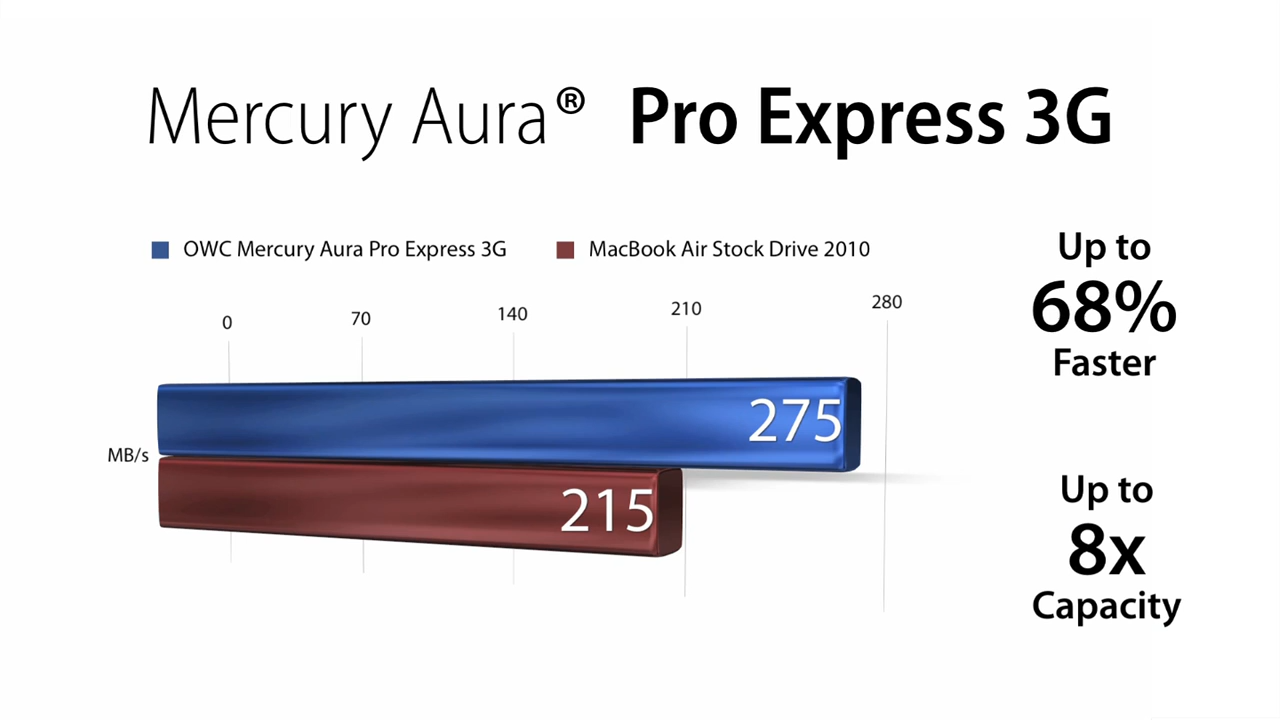 Mercury Aura® Pro Express 3G
OWC Mercury Aura Pro Express 3G
MacBook Air Stock Drive 2010
0 70 140 210 280
275
MB/s
215
Up to
68%
Faster
Up to
8x
Capacity